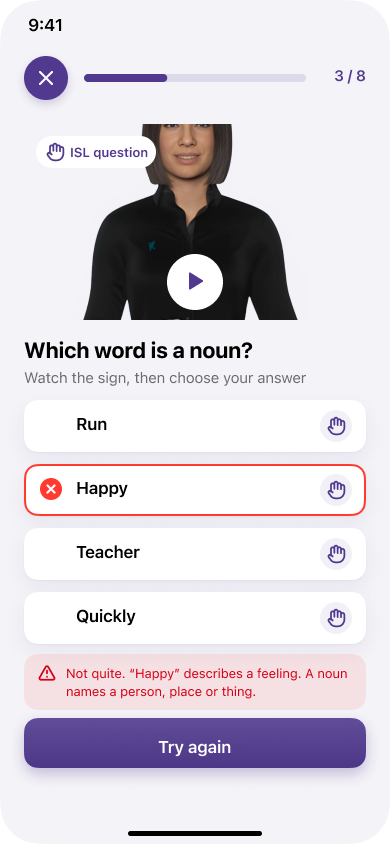 9:41
3 / 8
ISL question
Which word is a noun?
Watch the sign, then choose your answer
Run
Happy
Teacher
Quickly
Not quite. “Happy” describes a feeling. A noun
names a person, place or thing.
Try again